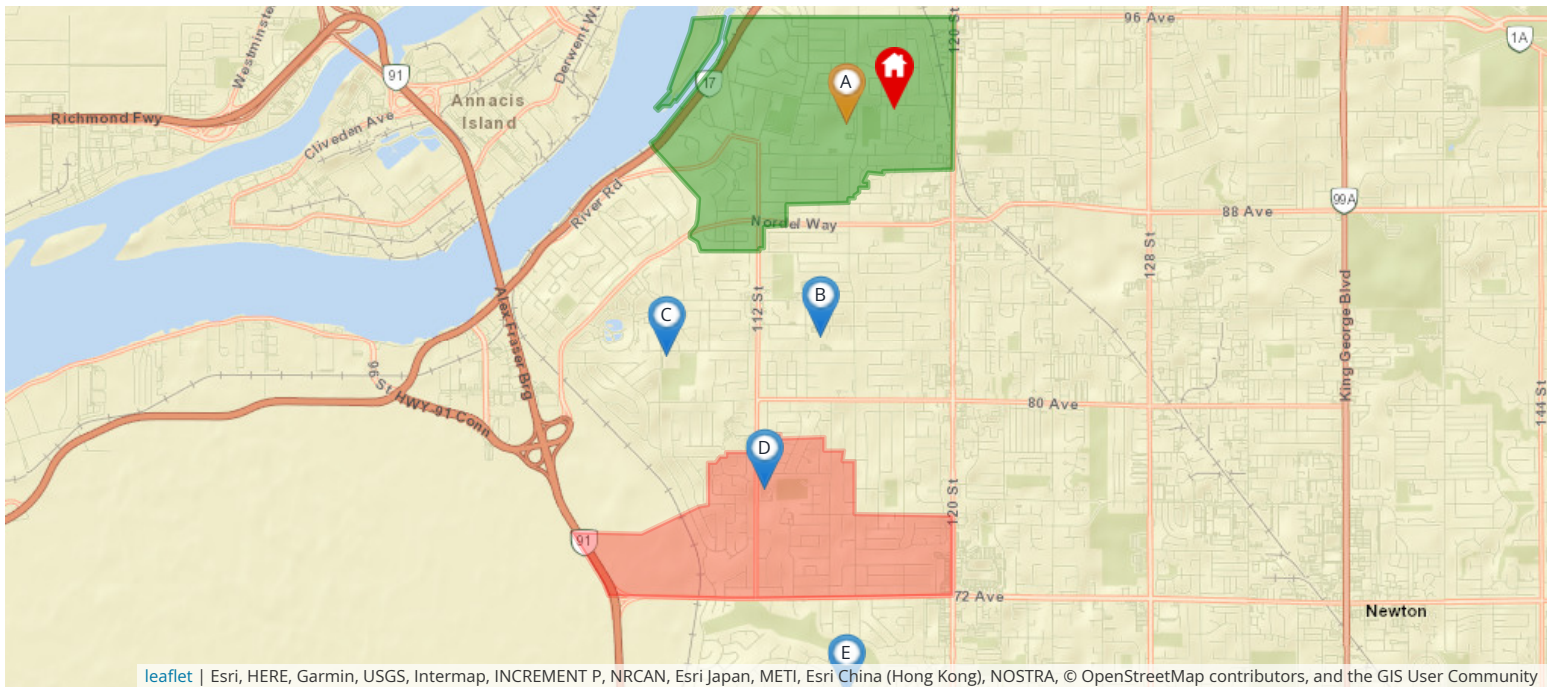 96 Ave
120 St
1A
Westminste
Derwent Wa
91
17
A
Annacis
Island
Richmond Fwy
Cliveden Ave
River Rd
99A
88 Ave
Nordel Way
128 St
King George Blvd
B
C
112 St
Alex Fraser Brg
96 St
HWY-91 Conn
80 Ave
144 St
D
120 St
91
72 Ave
Newton
E
leaflet | Esri, HERE, Garmin, USGS, Intermap, INCREMENT P, NRCAN, Esri Japan, METI, Esri China (Hong Kong), NOSTRA, © OpenStreetMap contributors, and the GIS User Community